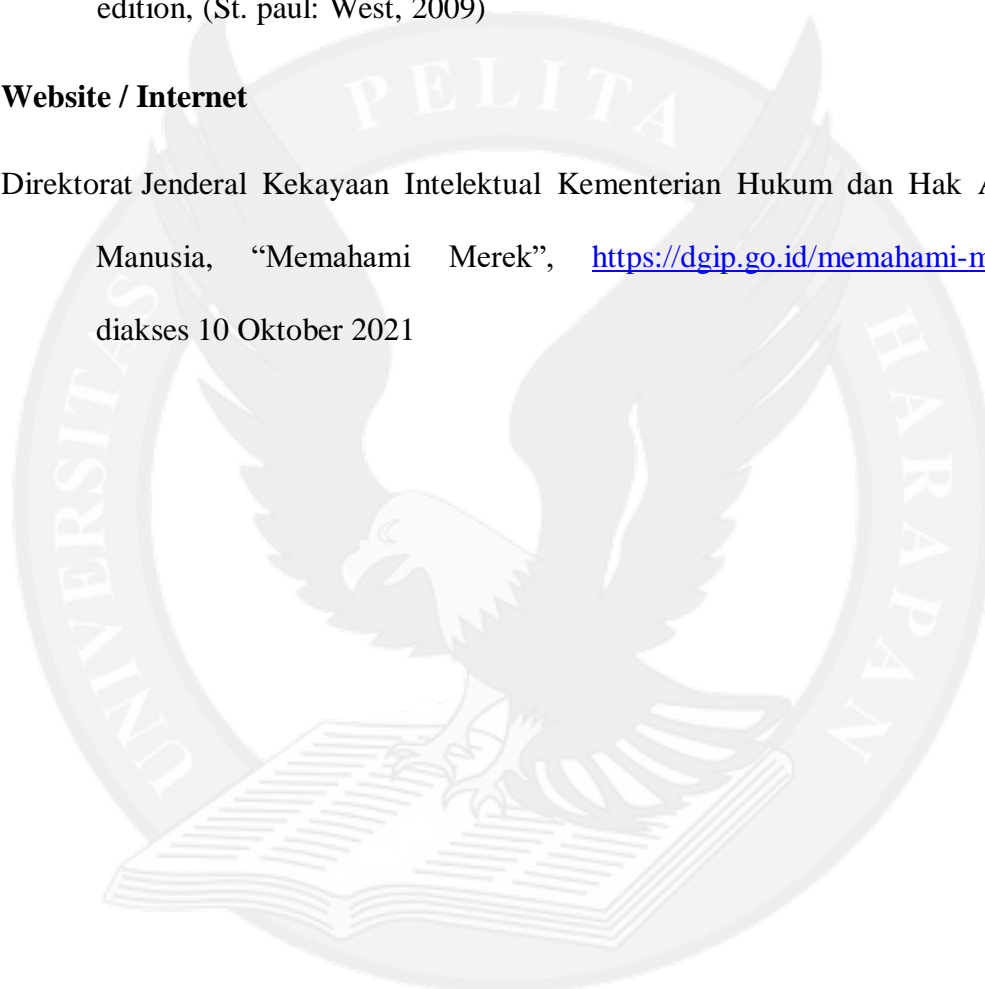 edition, (St. paul: West, 2009)
Website / Internet
Direktorat Jenderal Kekayaan Intelektual Kementerian Hukum dan Hak
Manusia, “Memahami Merek”, https://dgip.go.id/memahami-m
diakses 10 Oktober 2021
UNIVERSITAS PELITA HARAPAN